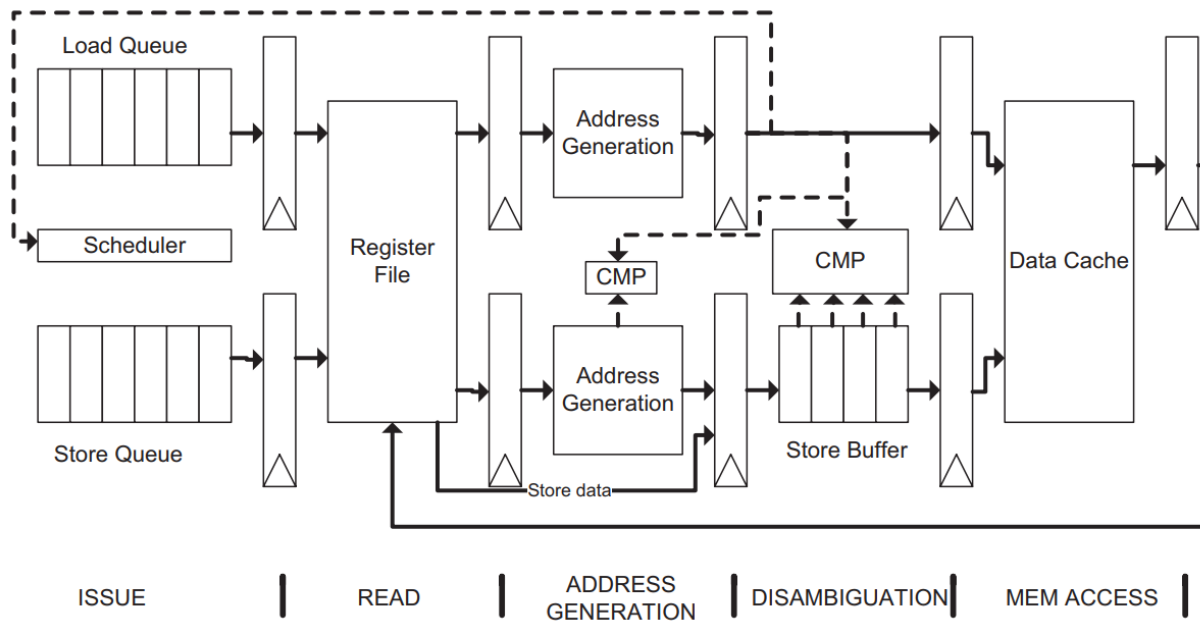 Load Queue
Address
Generation
Scheduler
Register
File
CMP
CMP
Data Cache
Address
Generation
Store Queue
Store Buffer
Store data
ISSUE
READ
ADDRESS
GENERATION
DISAMBIGUATION
MEM ACCESS